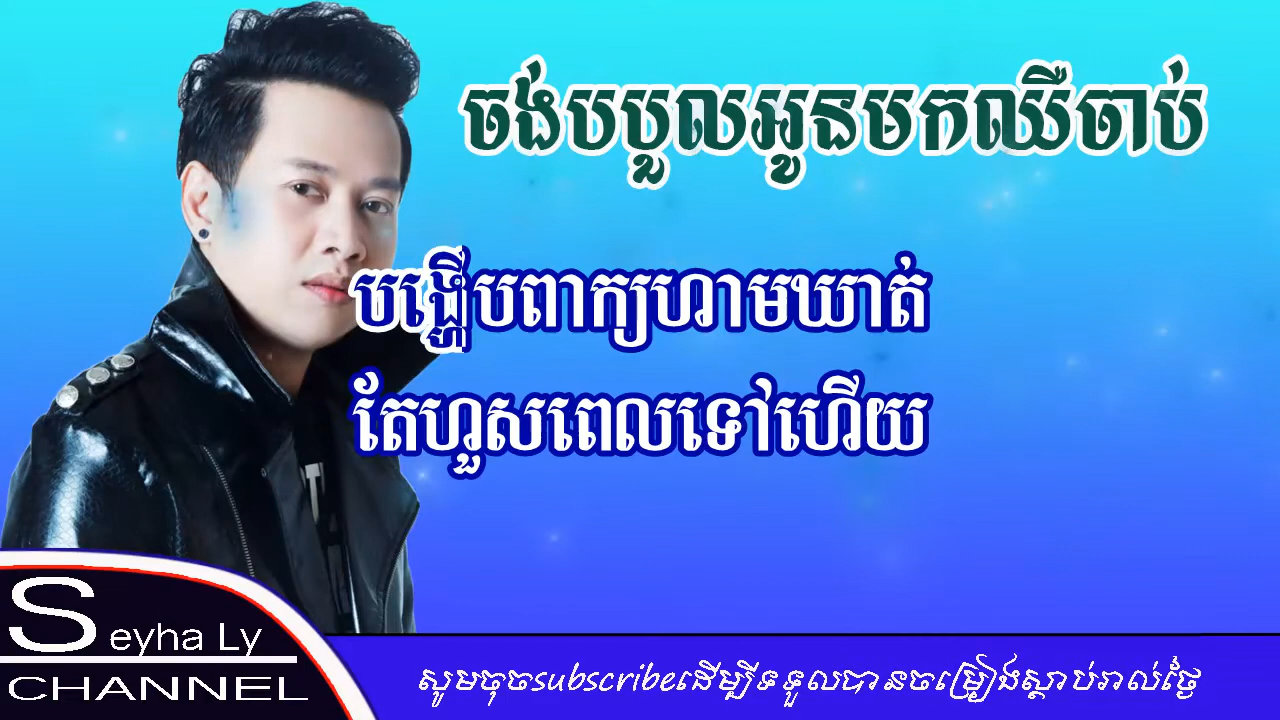 ចង់បបួលអូនមកឈឺចាប់
បង្ហើបពាក្យហាមឃាត់
តែហួសពេលទៅហើយ
Seyha Ly
CHANNEL
សូមចុចsubscribeដើម្បីទទួលបានចម្រៀងស្តាប់រាល់ថ្ងៃ